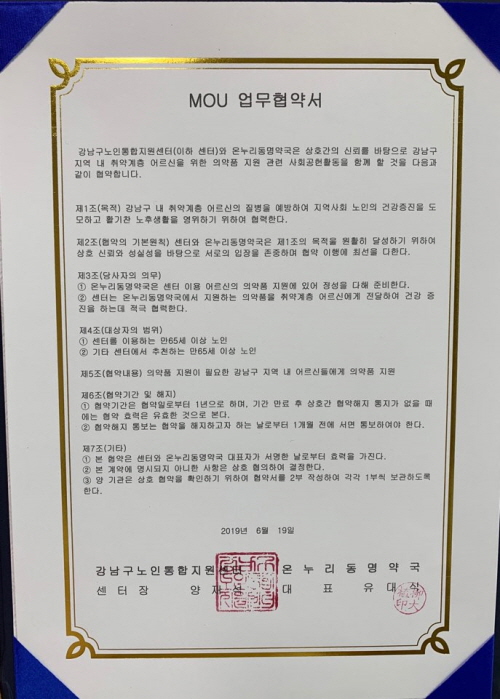 MOU 업무협약서
강남구노인통합지원센터(이하 센터)와 온누리동명약국은 상호간의 신뢰를 바탕으로 강남구
지역 내 취약계층 어르신을 위한 의약품 지원 관련 사회공헌활동을 함께 할 것을 다음과
같이 협약합니다.
제1조(목적) 강남구 내 취약계층 어르신의 질병을 예방하여 지역사회 노인의 건강증진을 도
모하고 활기찬 노후생활을 영위하기 위하여 협력한다.
제2조(협약의 기본원칙) 센터와 온누리동명약국은 제1조의 목적을 원활히 달성하기 위하여
상호 신뢰와 성실성을 바탕으로 서로의 입장을 존중하며 협약 이행에 최선을 다한다.
제3조(당사자의 의무)
① 온누리동명약국은 센터 이용 어르신의 의약품 지원에 있어 정성을 다해 준비한다.
② 센터는 온누리동명약국에서 지원하는 의약품을 취약계층 어르신에게 전달하여 건강 증
진을 하는데 적극 협력한다.
제4조(대상자의 범위)
① 센터를 이용하는 만65세 이상 노인
② 기타 센터에서 추천하는 만65세 이상 노인
제5조(협약내용) 의약품 지원이 필요한 강남구 지역 내 어르신들에게 의약품 지원
제6조(협약기간 및 해지)
① 협약기간은 협약일로부터 1년으로 하며, 기간 만료 후 상호간 협약해지 통지가 없을 때
에는 협약 효력은 유효한 것으로 본다.
② 협약해지 통보는 협약을 해지하고자 하는 날로부터 1개월 전에 서면 통보하여야 한다.
제7조(기타)
① 본 협약은 센터와 온누리동명약국 대표자가 서명한 날로부터 효력을 가진다.
② 본 계약에 명시되지 아니한 사항은 상호 협의하여 결정한다.
③ 양 기관은 상호 협약을 확인하기 위하여 협약서를 2부 작성하여 각각 1부씩 보관하도록
한다.
2019년 6월 19일
강남구노인통합지원센터 온누리동명약국
센터장 양재 대표 유대